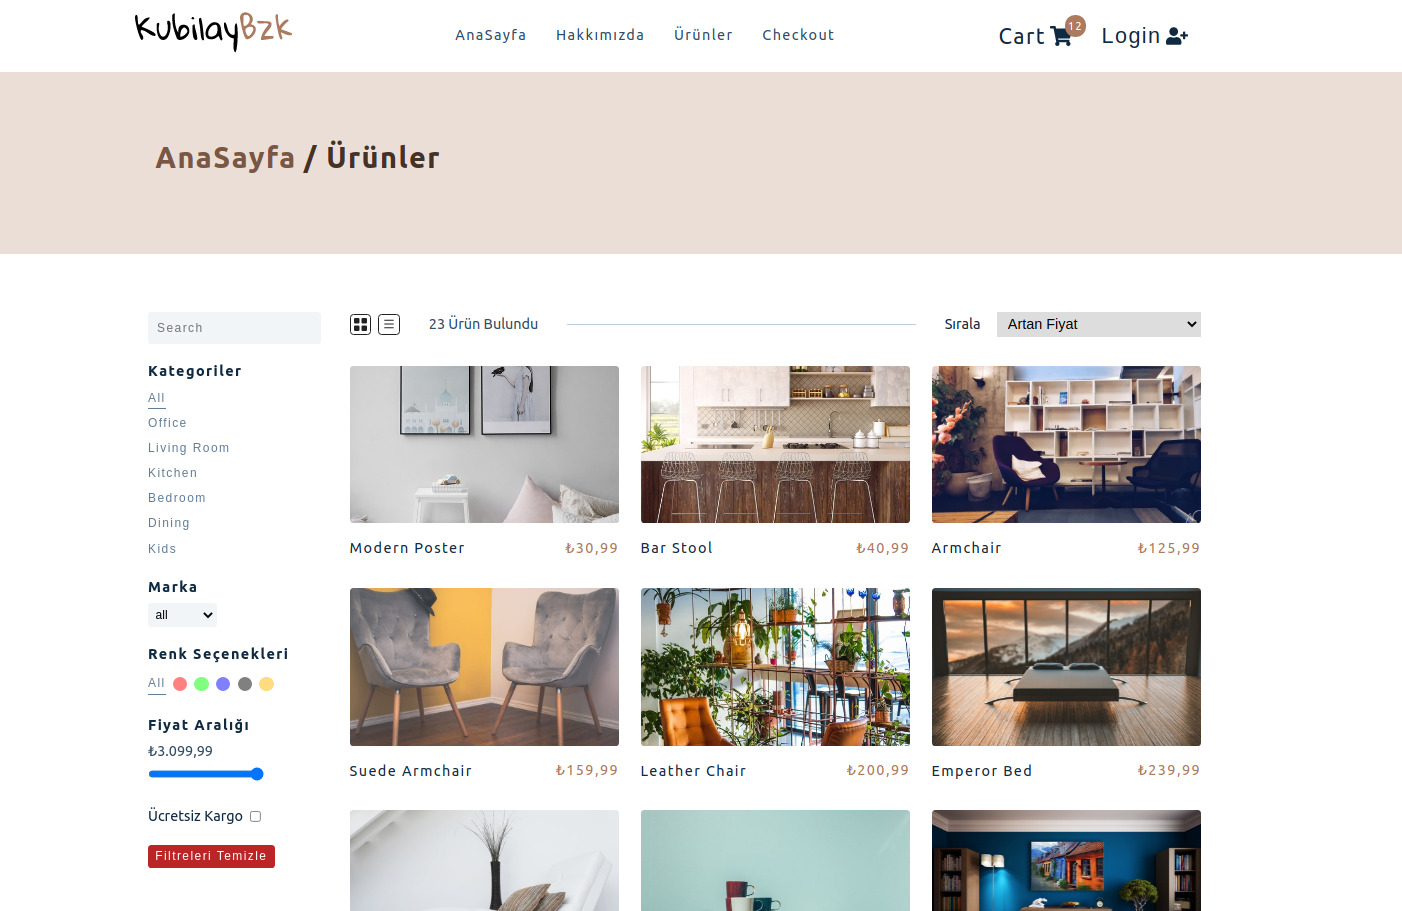 KubilayBzk
AnaSayfa Hakkımızda Ürünler Checkout
Cart 12 Login
AnaSayfa / Ürünler
Search
23 Ürün Bulundu
Sırala Artan Fiyat
Kategoriler
All
Office
Living Room
Kitchen
Bedroom
Dining
Kids
Marka
all
Renk Seçenekleri
All
Fiyat Aralığı
₺3.099,99
Ücretsiz Kargo
Filtreleri Temizle
Modern Poster ₺30,99
Bar Stool ₺40,99
Armchair ₺125,99
Suede Armchair ₺159,99
Leather Chair ₺200,99
Emperor Bed ₺239,99